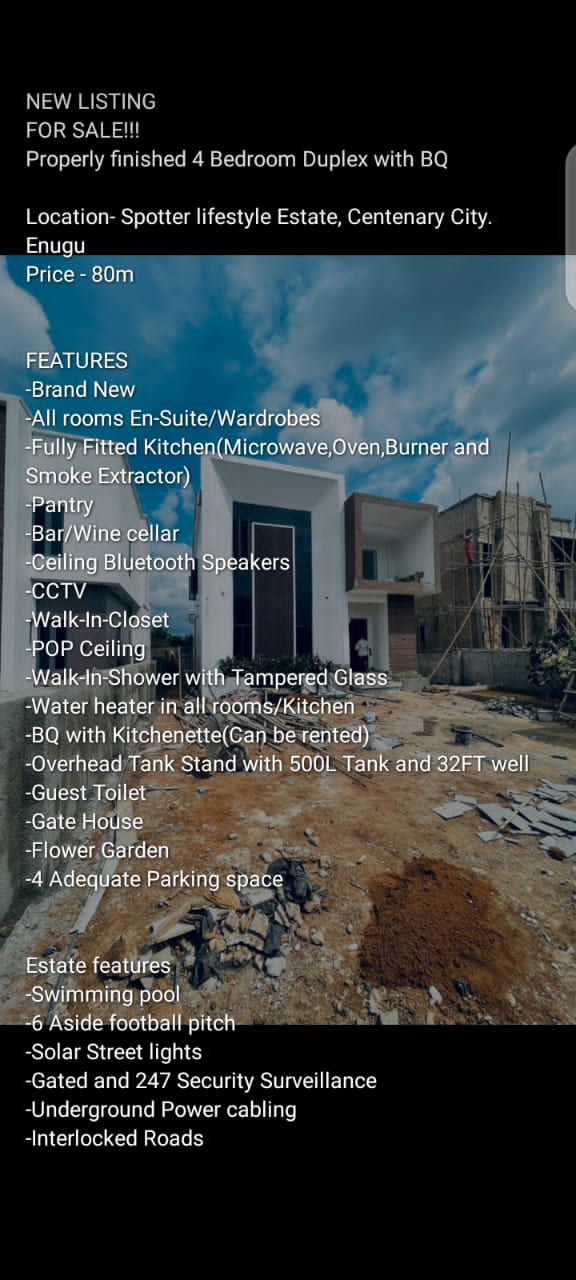 NEW LISTING
FOR SALE!!!
Properly finished 4 Bedroom Duplex with BQ
Location- Spotter lifestyle Estate, Centenary City.
Enugu
Price - 80m
FEATURES
-Brand New
-All rooms En-Suite/Wardrobes
-Fully Fitted Kitchen(Microwave,Oven,Burner and
Smoke Extractor)
-Pantry
-Bar/Wine cellar
-Ceiling Bluetooth Speakers
-CCTV
-Walk-In-Closet
-POP Ceiling
-Walk-In-Shower with Tampered Glass
-Water heater in all rooms/Kitchen
-BQ with Kitchenette(Can be rented)
-Overhead Tank Stand with 500L Tank and 32FT well
-Guest Toilet
-Gate House
-Flower Garden
-4 Adequate Parking space
Estate features
-Swimming pool
-6 Aside football pitch
-Solar Street lights
-Gated and 247 Security Surveillance
-Underground Power cabling
-Interlocked Roads